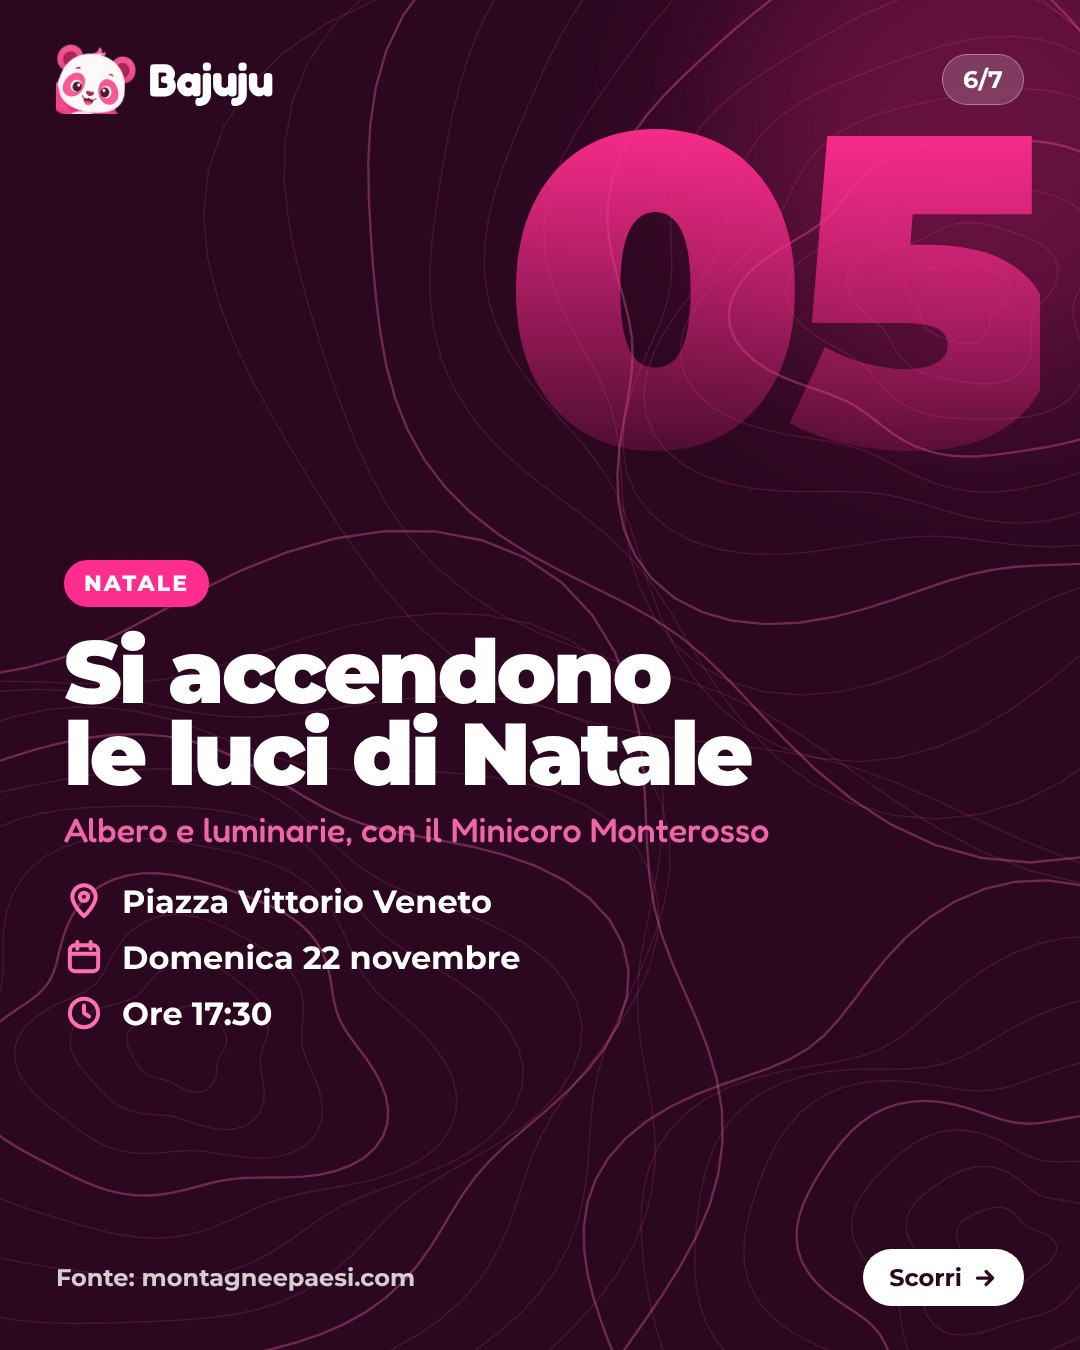 Bajuju
6/7
05
NATALE
Si accendono
le luci di Natale
Albero e luminarie, con il Minicoro Monterosso
Piazza Vittorio Veneto
Domenica 22 novembre
Ore 17:30
Fonte: montagneepaesi.com
Scorri →